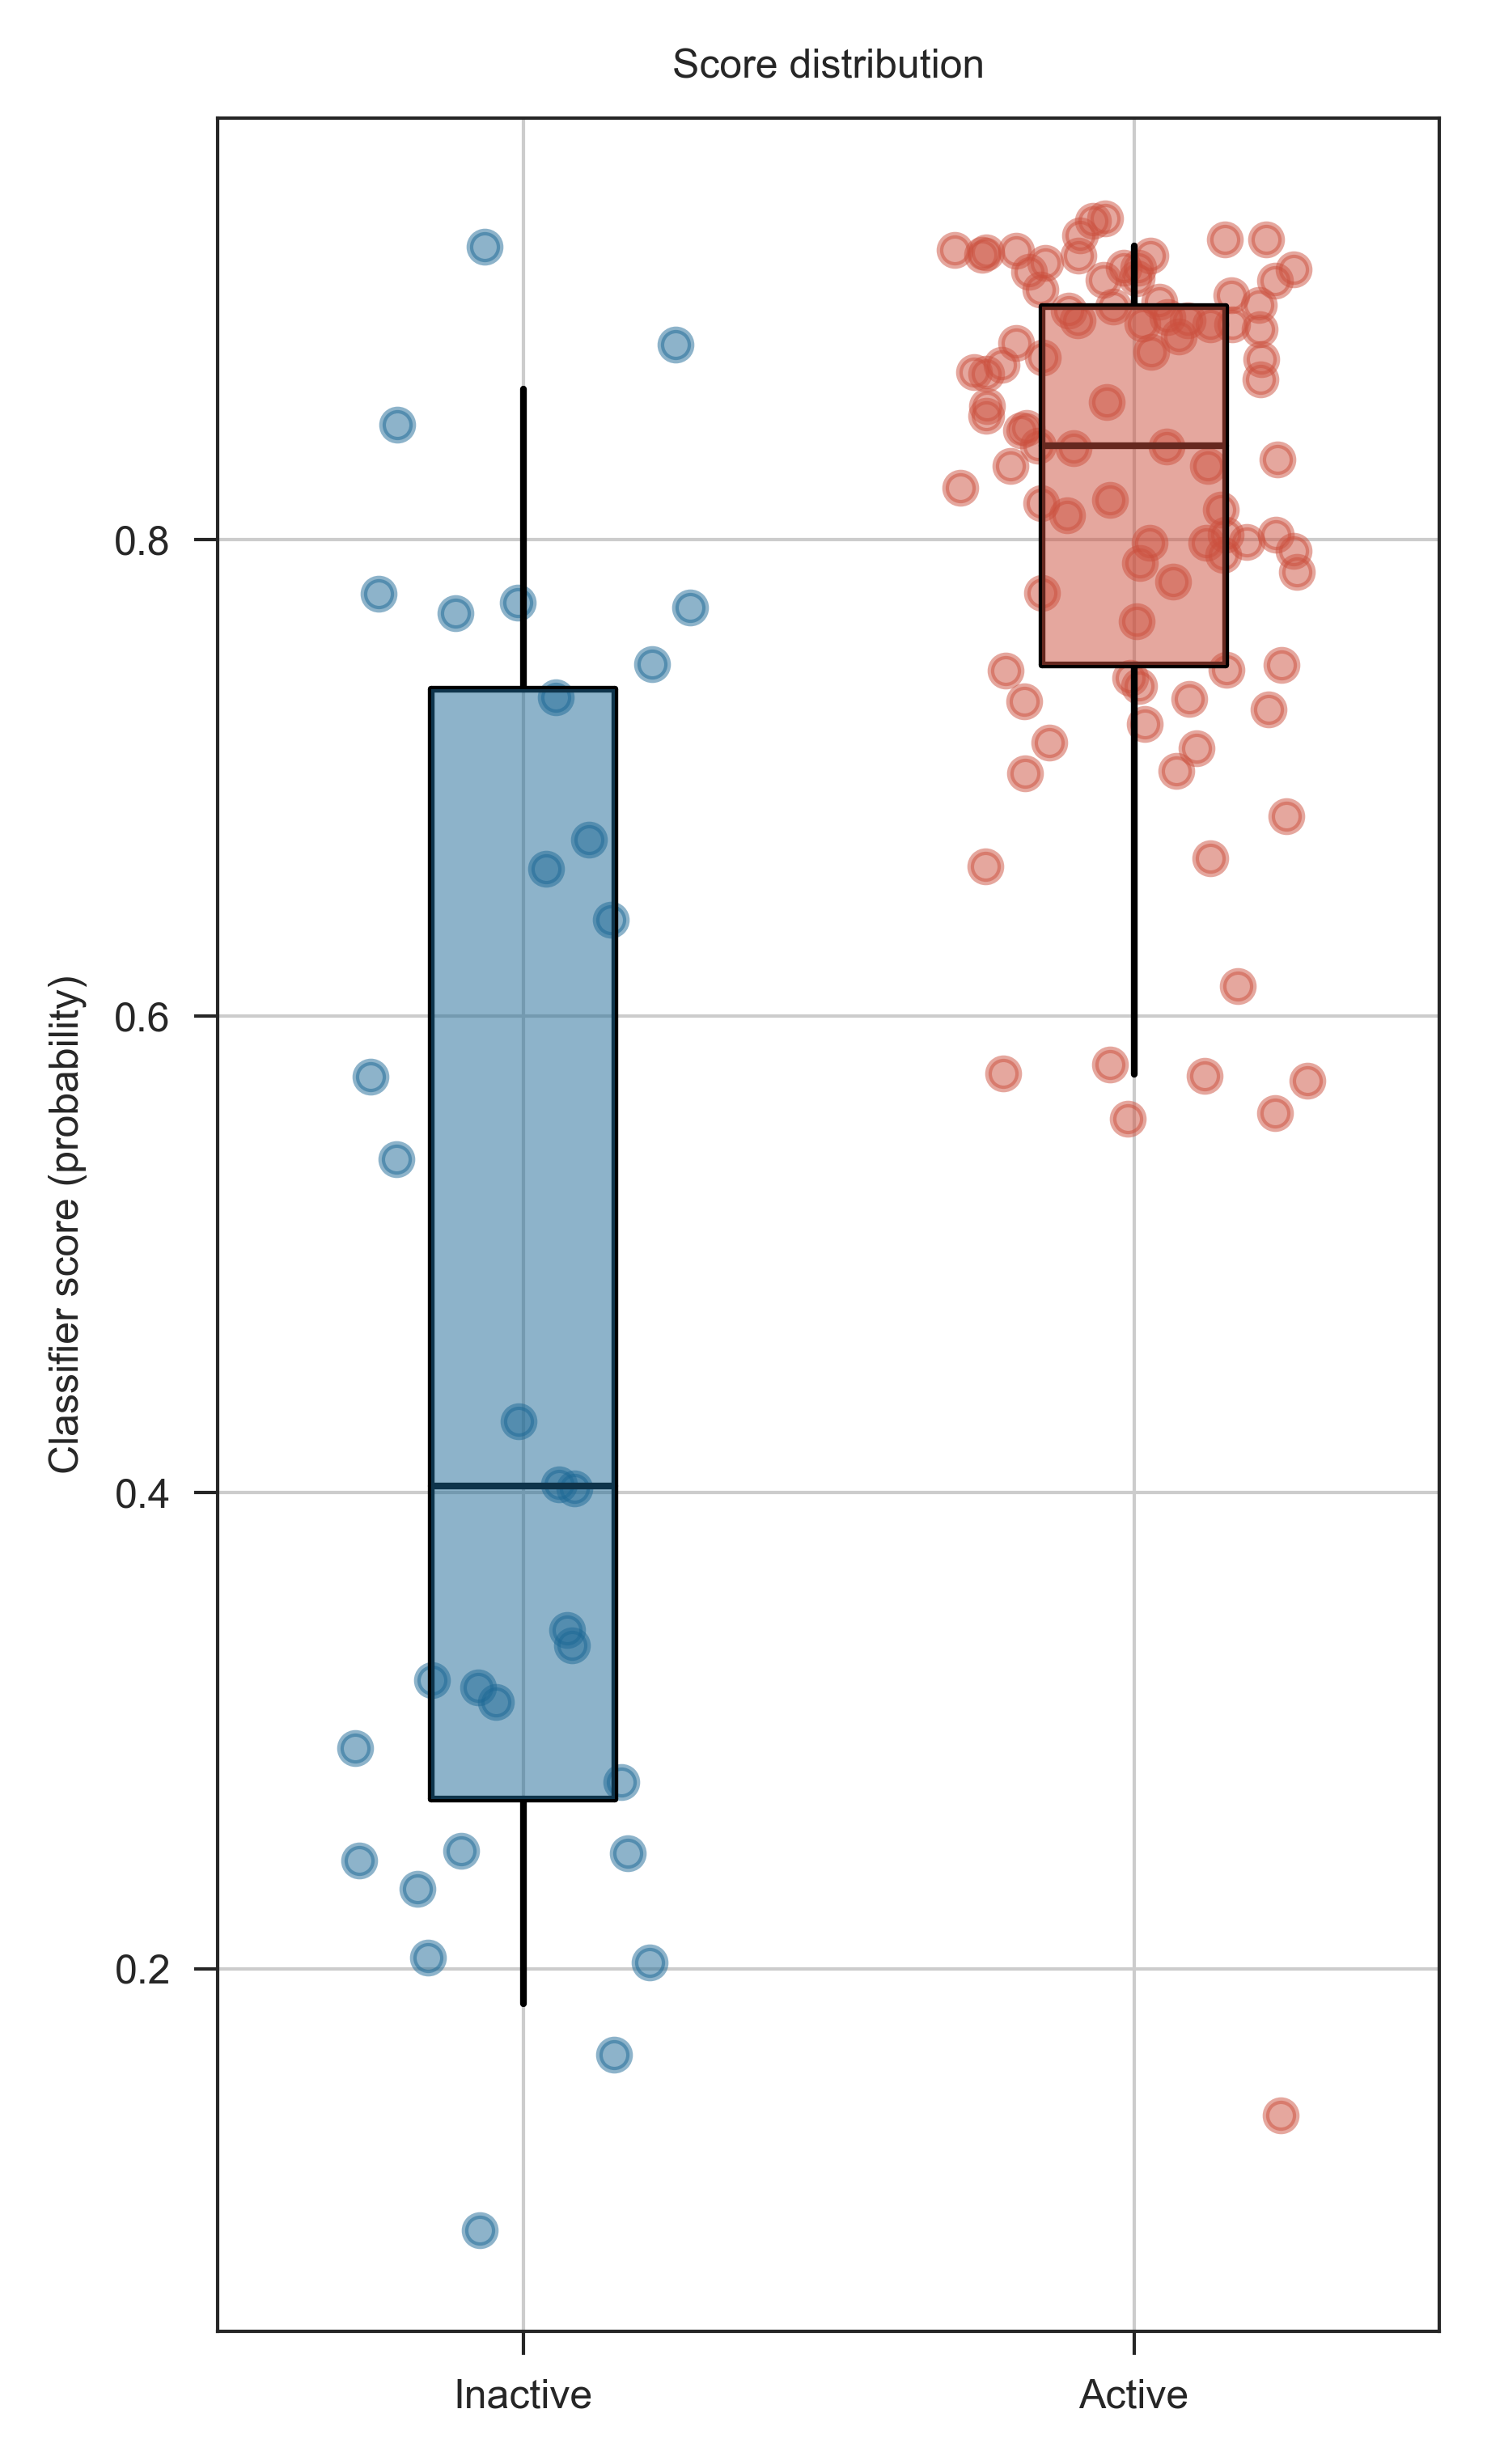 Score distribution
Classifier score (probability)
0.8
0.6
0.4
0.2
Inactive
Active